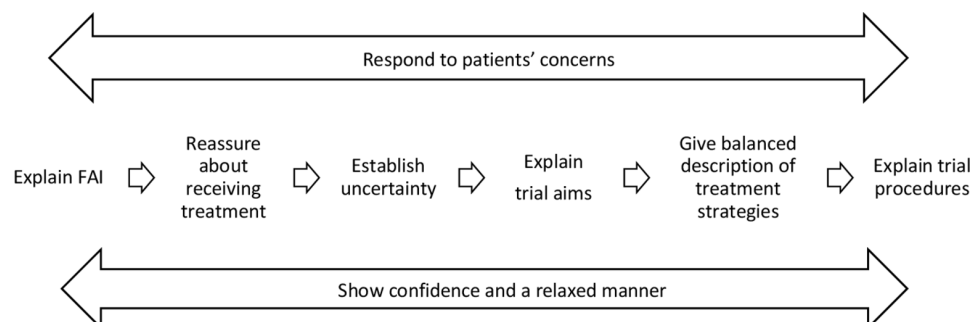 Respond to patients’ concerns
Explain FAI
Reassure
about
receiving
treatment
Establish
uncertainty
Explain
trial aims
Give balanced
description of
treatment
strategies
Explain trial
procedures
Show confidence and a relaxed manner